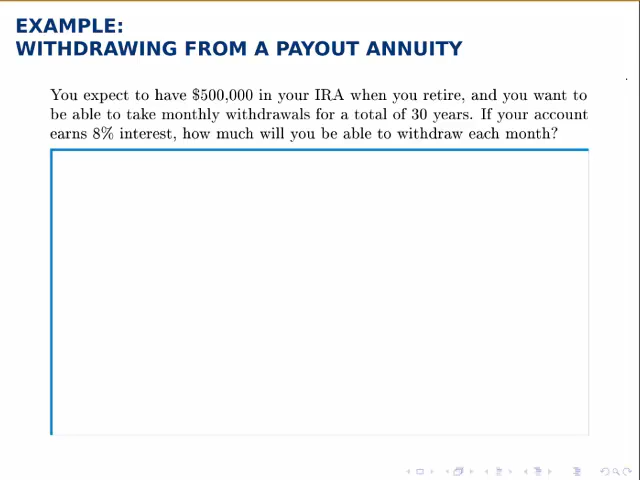 EXAMPLE:
WITHDRAWING FROM A PAYOUT ANNUITY
You expect to have $500,000 in your IRA when you retire, and you want to
be able to take monthly withdrawals for a total of 30 years. If your account
earns 8% interest, how much will you be able to withdraw each month?